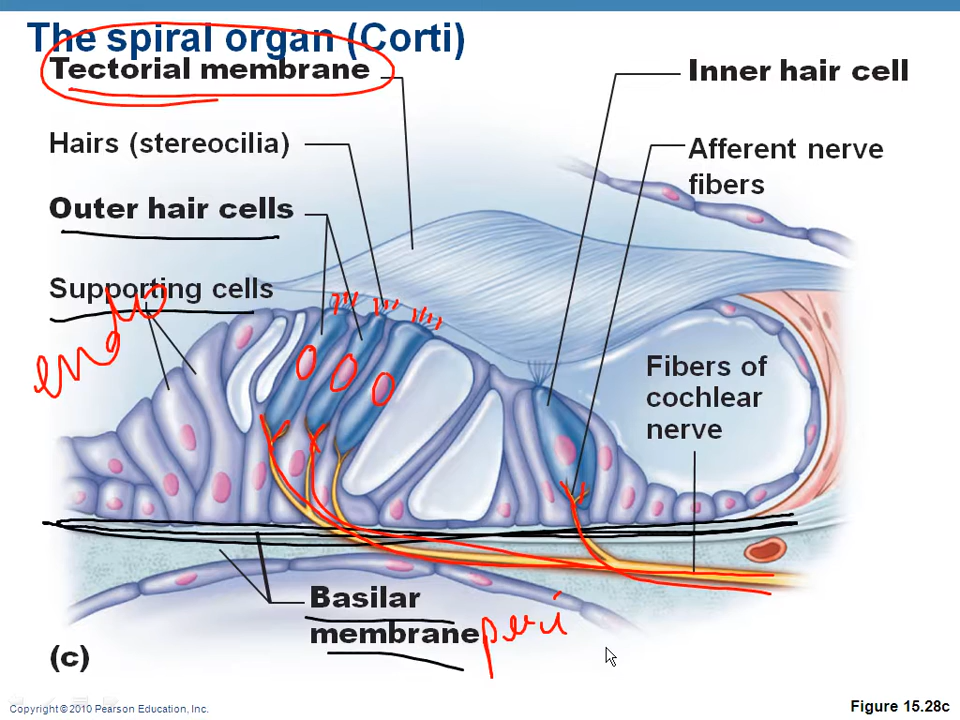 The spiral organ (Corti)
Tectorial membrane
Inner hair cell
Hairs (stereocilia)
Afferent nerve
fibers
Outer hair cells
Supporting cells
endo
Fibers of
cochlear
nerve
Basilar
membrane
peri
(c)
Copyright © 2010 Pearson Education, Inc.
Figure 15.28c